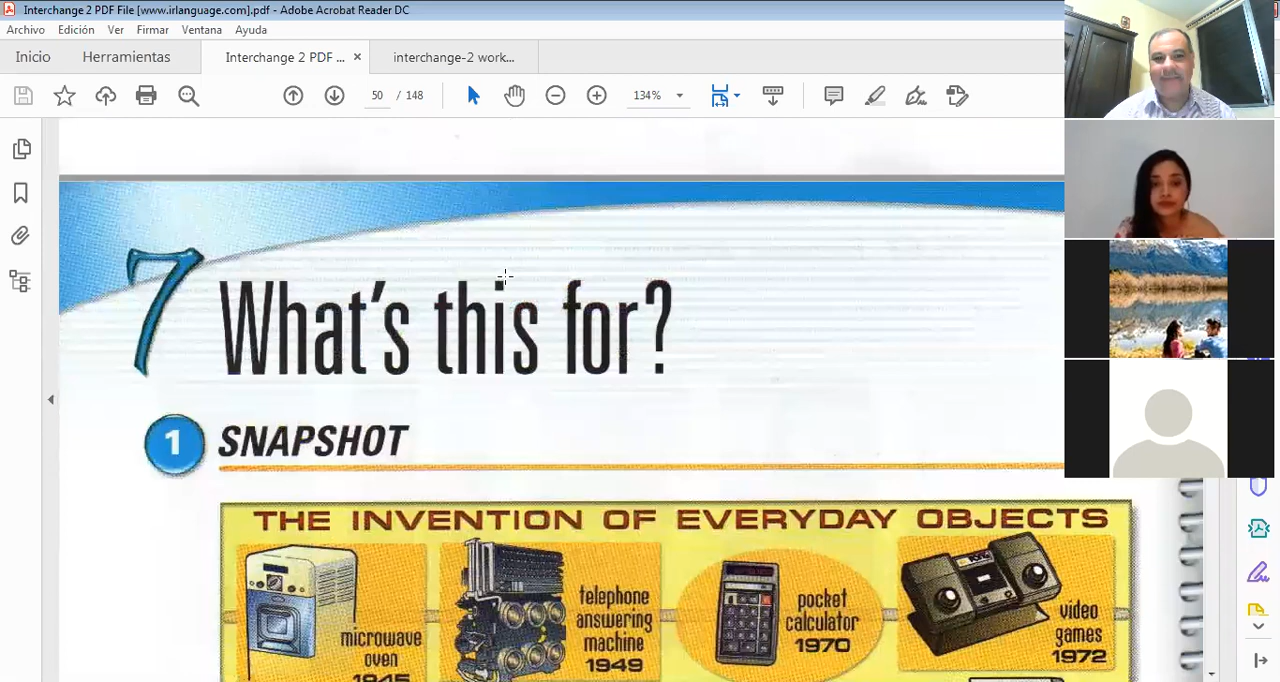 Interchange 2 PDF File [www.irlanguage.com].pdf - Adobe Acrobat Reader DC
Archivo Edición Ver Firmar Ventana Ayuda
Inicio Herramientas Interchange 2 PDF ... × interchange-2 work...
50 / 148 134%
7 What's this for?
1 SNAPSHOT
THE INVENTION OF EVERYDAY OBJECTS
microwave
oven
1945
telephone
answering
machine
1949
pocket
calculator
1970
video
games
1972